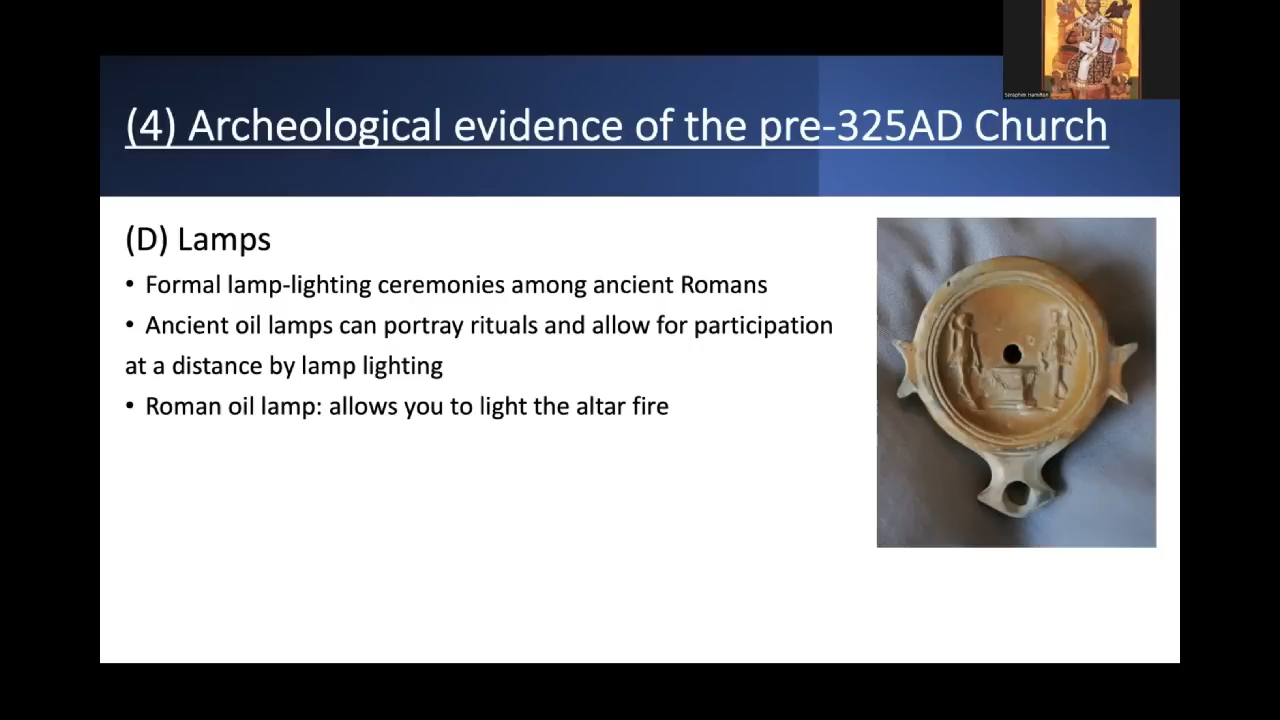 Seraphim Hamilton
(4) Archeological evidence of the pre-325AD Church
(D) Lamps
• Formal lamp-lighting ceremonies among ancient Romans
• Ancient oil lamps can portray rituals and allow for participation
at a distance by lamp lighting
• Roman oil lamp: allows you to light the altar fire